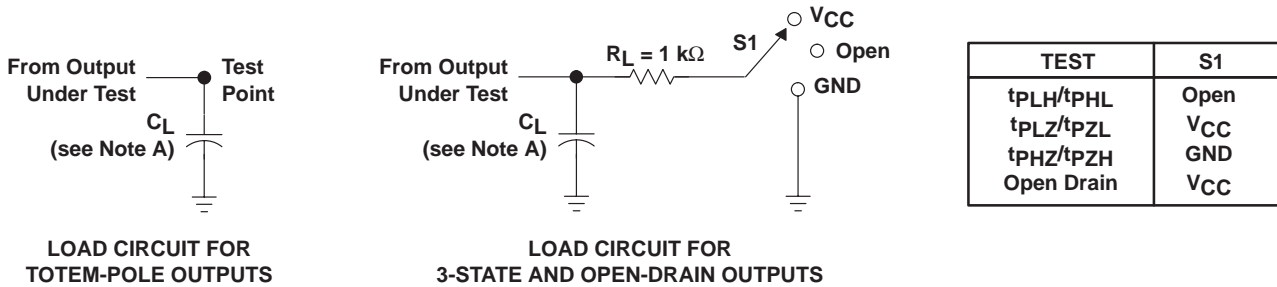 From Output
Under Test
Test
Point
CL
(see Note A)
LOAD CIRCUIT FOR
TOTEM-POLE OUTPUTS
From Output
Under Test
RL = 1 kΩ
S1
VCC
Open
GND
CL
(see Note A)
LOAD CIRCUIT FOR
3-STATE AND OPEN-DRAIN OUTPUTS
TEST S1
tPLH/tPHL Open
tPLZ/tPZL VCC
tPHZ/tPZH GND
Open Drain VCC